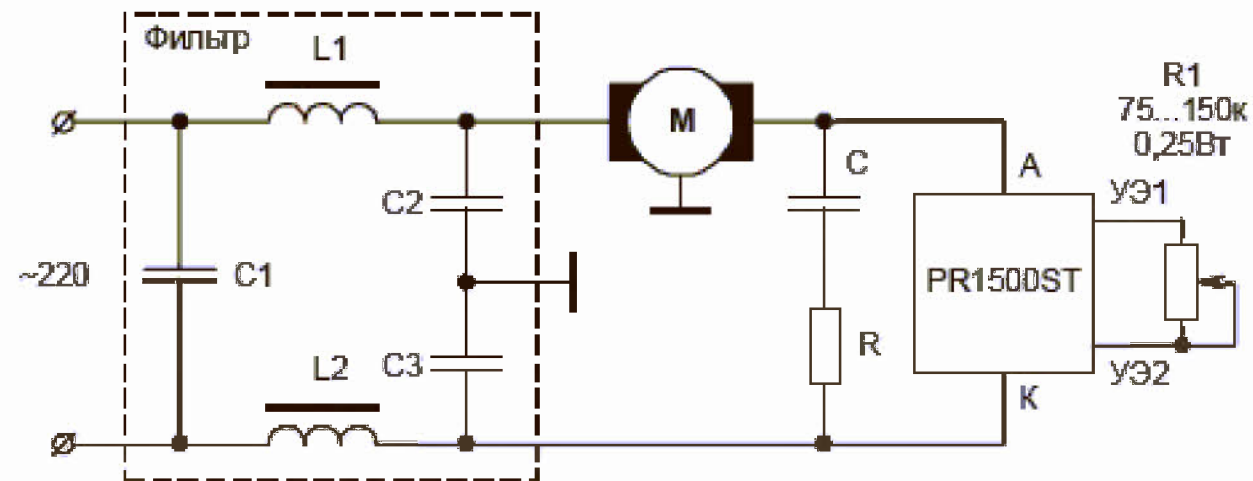 Фильтр
L1
C2
C1
~220
L2
C3
M
C
R
A
PR1500ST
K
R1
75...150к
0,25Вт
УЭ1
УЭ2